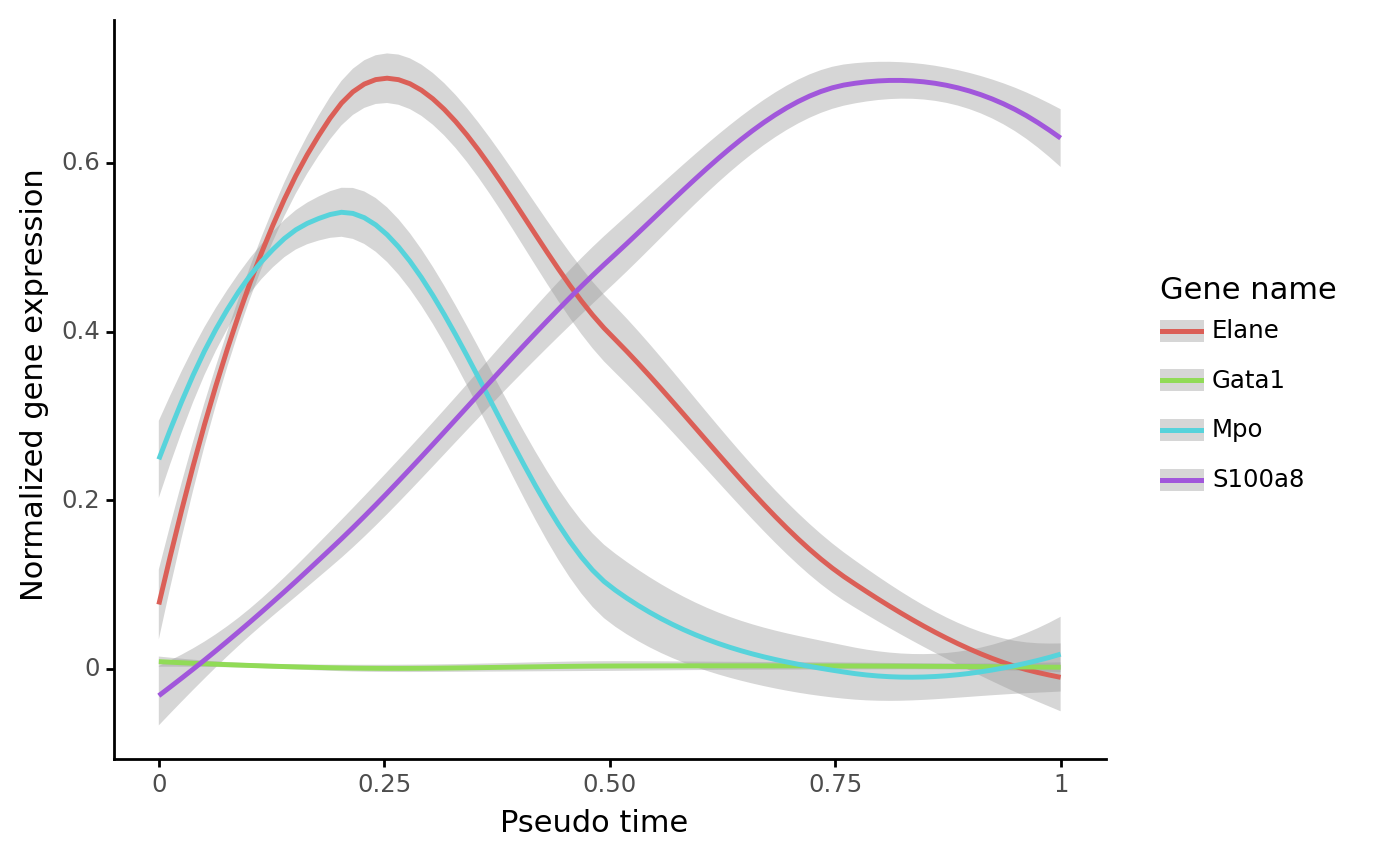 Normalized gene expression
0.6
0.4
0.2
0
0
0.25
0.50
0.75
1
Pseudo time
Gene name
Elane
Gata1
Mpo
S100a8